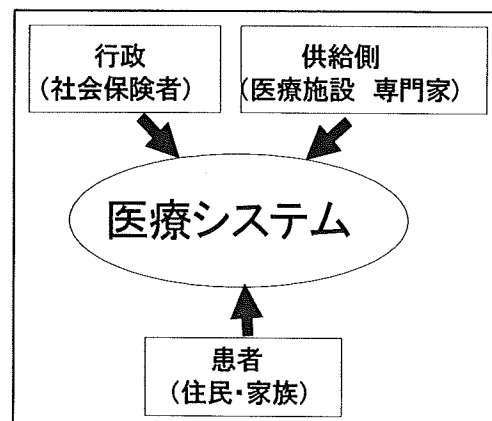 行政
(社会保険者)
供給側
(医療施設 専門家)
医療システム
患者
(住民・家族)